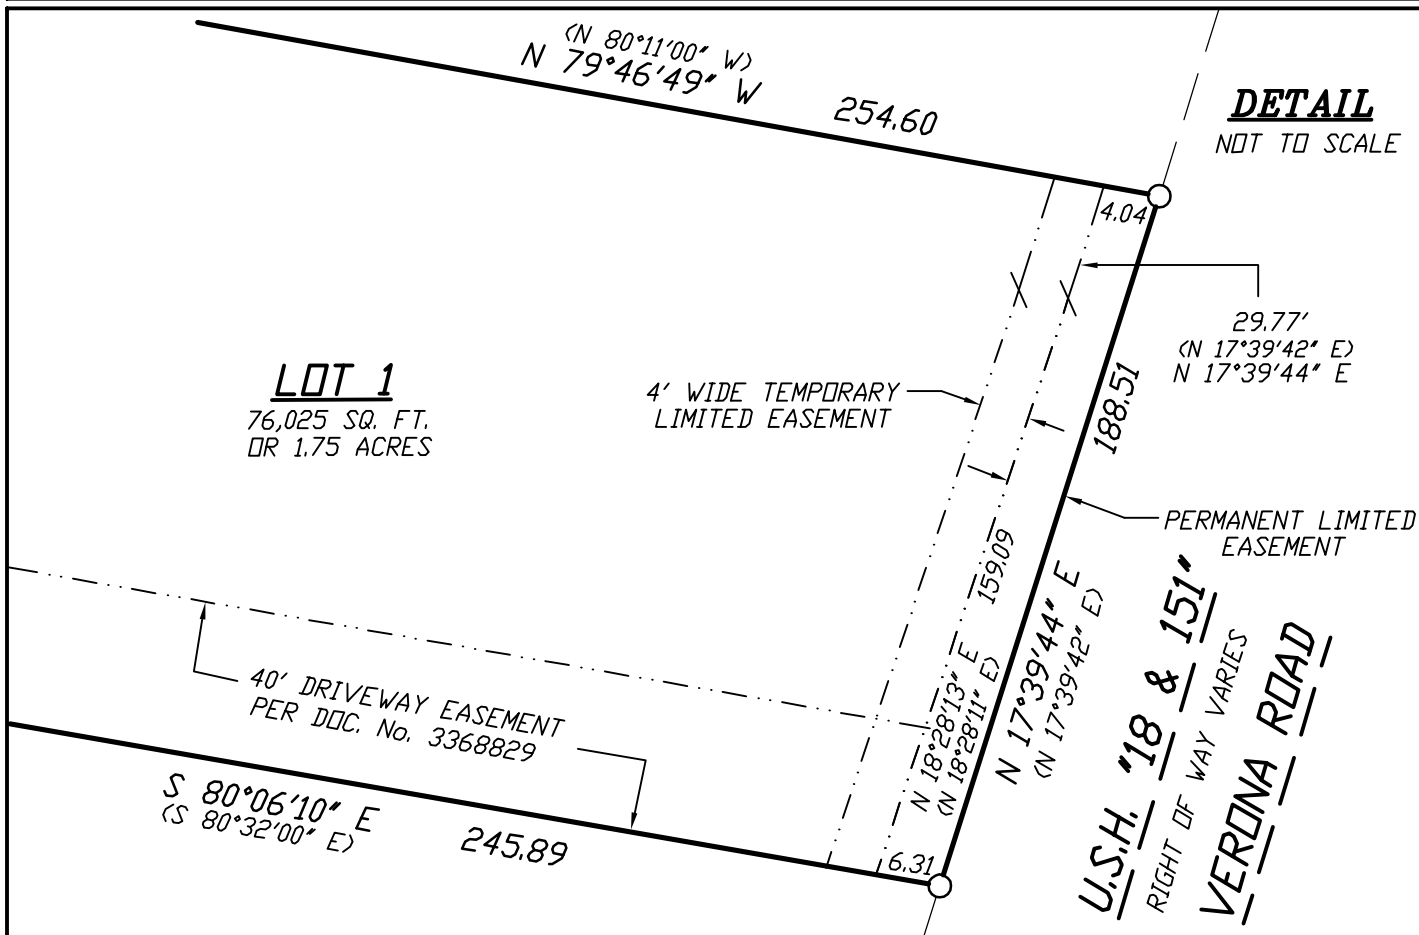 (N 80°11'00" W)
N 79°46'49" W
254.60
DETAIL
NOT TO SCALE
4.04
29.77'
(N 17°39'42" E)
N 17°39'44" E
LOT 1
76,025 SQ. FT.
OR 1.75 ACRES
4' WIDE TEMPORARY
LIMITED EASEMENT
188.51
PERMANENT LIMITED
EASEMENT
159.09
N 18°28'13" E
(N 18°28'11" E)
N 17°39'44" E
(N 17°39'42" E)
U.S.H. "18 & 151"
RIGHT OF WAY VARIES
VERONA ROAD
40' DRIVEWAY EASEMENT
PER DOC. No. 3368829
S 80°06'10" E
(S 80°32'00" E)
245.89
6.31